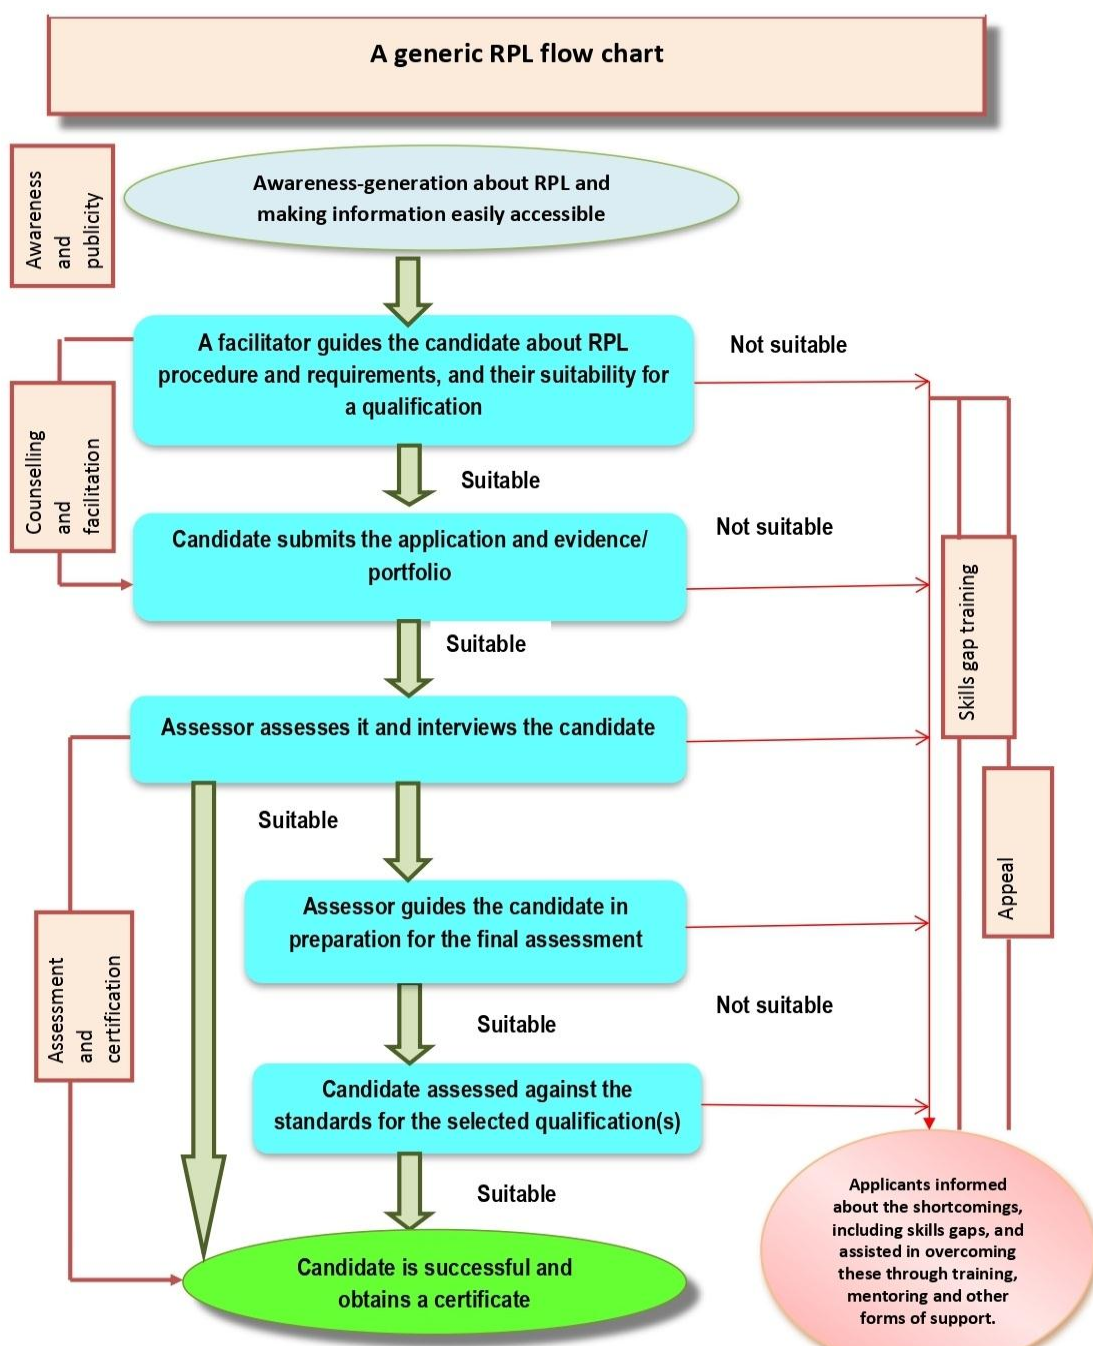 A generic RPL flow chart
Awareness
and
publicity
Awareness-generation about RPL and
making information easily accessible
A facilitator guides the candidate about RPL
procedure and requirements, and their suitability for
a qualification
Not suitable
Counselling
and
facilitation
Suitable
Candidate submits the application and evidence/
portfolio
Not suitable
Suitable
Skills gap training
Assessor assesses it and interviews the candidate
Suitable
Appeal
Assessor guides the candidate in
preparation for the final assessment
Assessment
and
certification
Not suitable
Suitable
Candidate assessed against the
standards for the selected qualification(s)
Suitable
Applicants informed
about the shortcomings,
including skills gaps, and
assisted in overcoming
these through training,
mentoring and other
forms of support.
Candidate is successful and
obtains a certificate